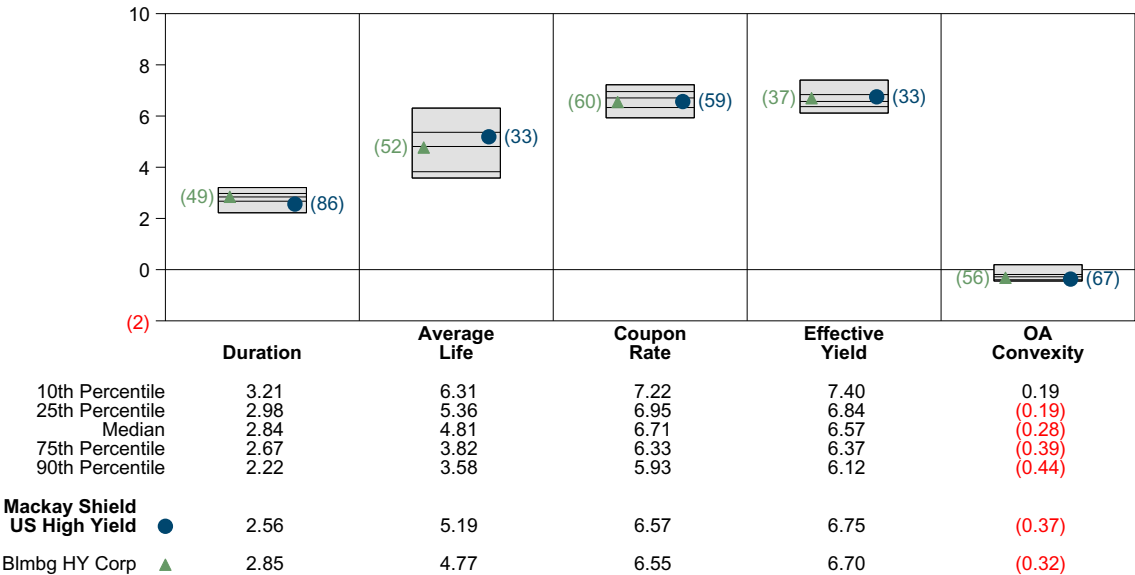 10
8
6
4
2
0
(2)
(49) (86)
(52) (33)
(60) (59)
(37) (33)
(56) (67)
Duration Average Life Coupon Rate Effective Yield OA Convexity
10th Percentile 3.21 6.31 7.22 7.40 0.19
25th Percentile 2.98 5.36 6.95 6.84 (0.19)
Median 2.84 4.81 6.71 6.57 (0.28)
75th Percentile 2.67 3.82 6.33 6.37 (0.39)
90th Percentile 2.22 3.58 5.93 6.12 (0.44)
Mackay Shield
US High Yield 2.56 5.19 6.57 6.75 (0.37)
Blmbg HY Corp 2.85 4.77 6.55 6.70 (0.32)